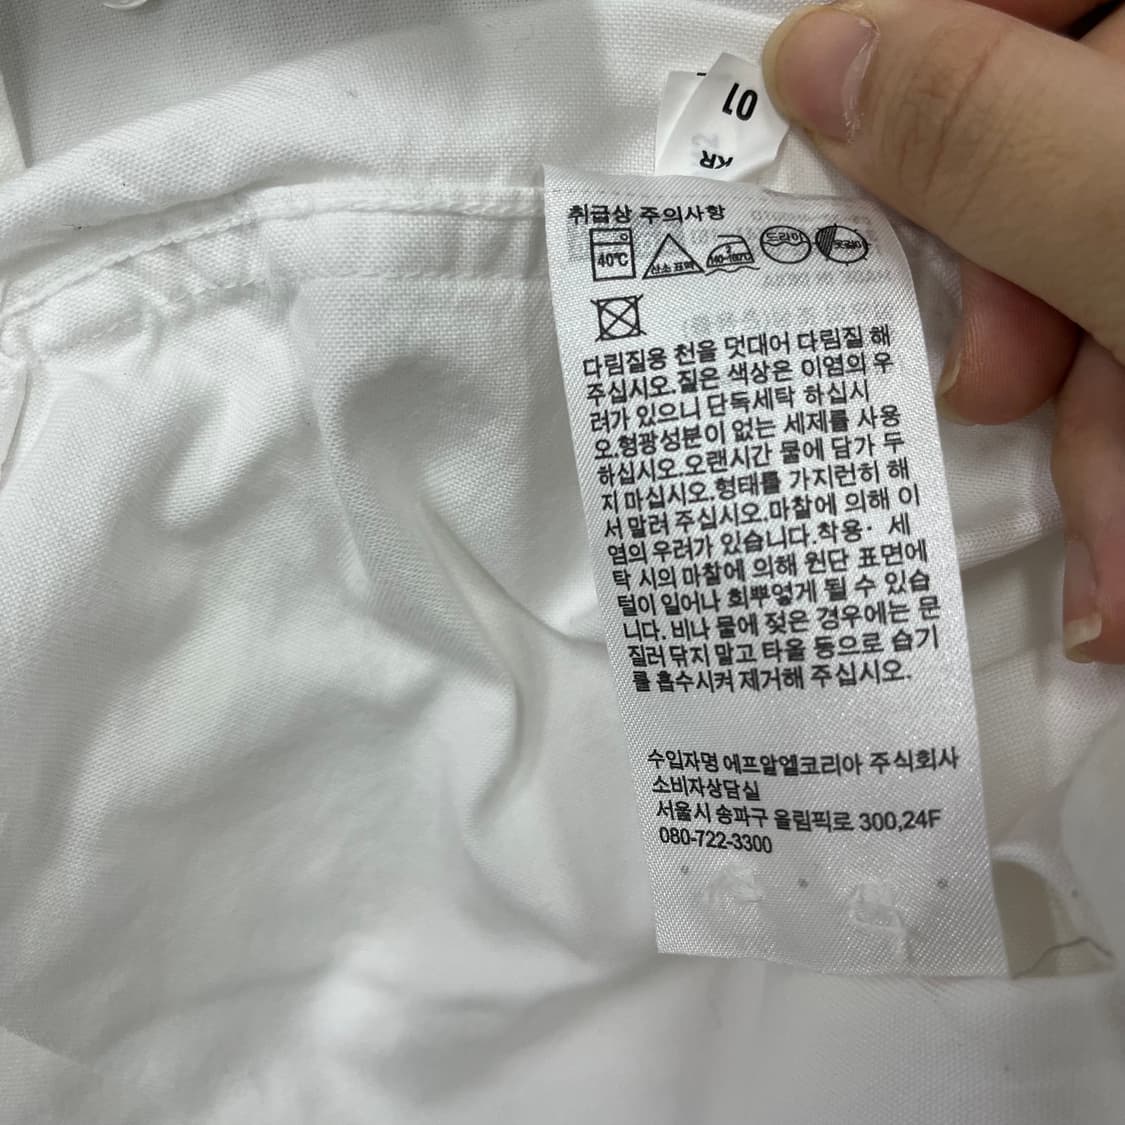 01
KR
취급상 주의사항
40℃ 산소 표백 140~160℃ 드라이 옷걸이
다림질용 천을 덧대어 다림질 해
주십시오.짙은 색상은 이염의 우
려가 있으니 단독세탁 하십시
오.형광성분이 없는 세제를 사용
하십시오.오랜시간 물에 담가 두
지 마십시오.형태를 가지런히 해
서 말려 주십시오.마찰에 의해 이
염의 우려가 있습니다.착용· 세
탁 시의 마찰에 의해 원단 표면에
털이 일어나 희뿌옇게 될 수 있습
니다. 비나 물에 젖은 경우에는 문
질러 닦지 말고 타올 등으로 습기
를 흡수시켜 제거해 주십시오.
수입자명 에프알엘코리아 주식회사
소비자상담실
서울시 송파구 올림픽로 300,24F
080-722-3300